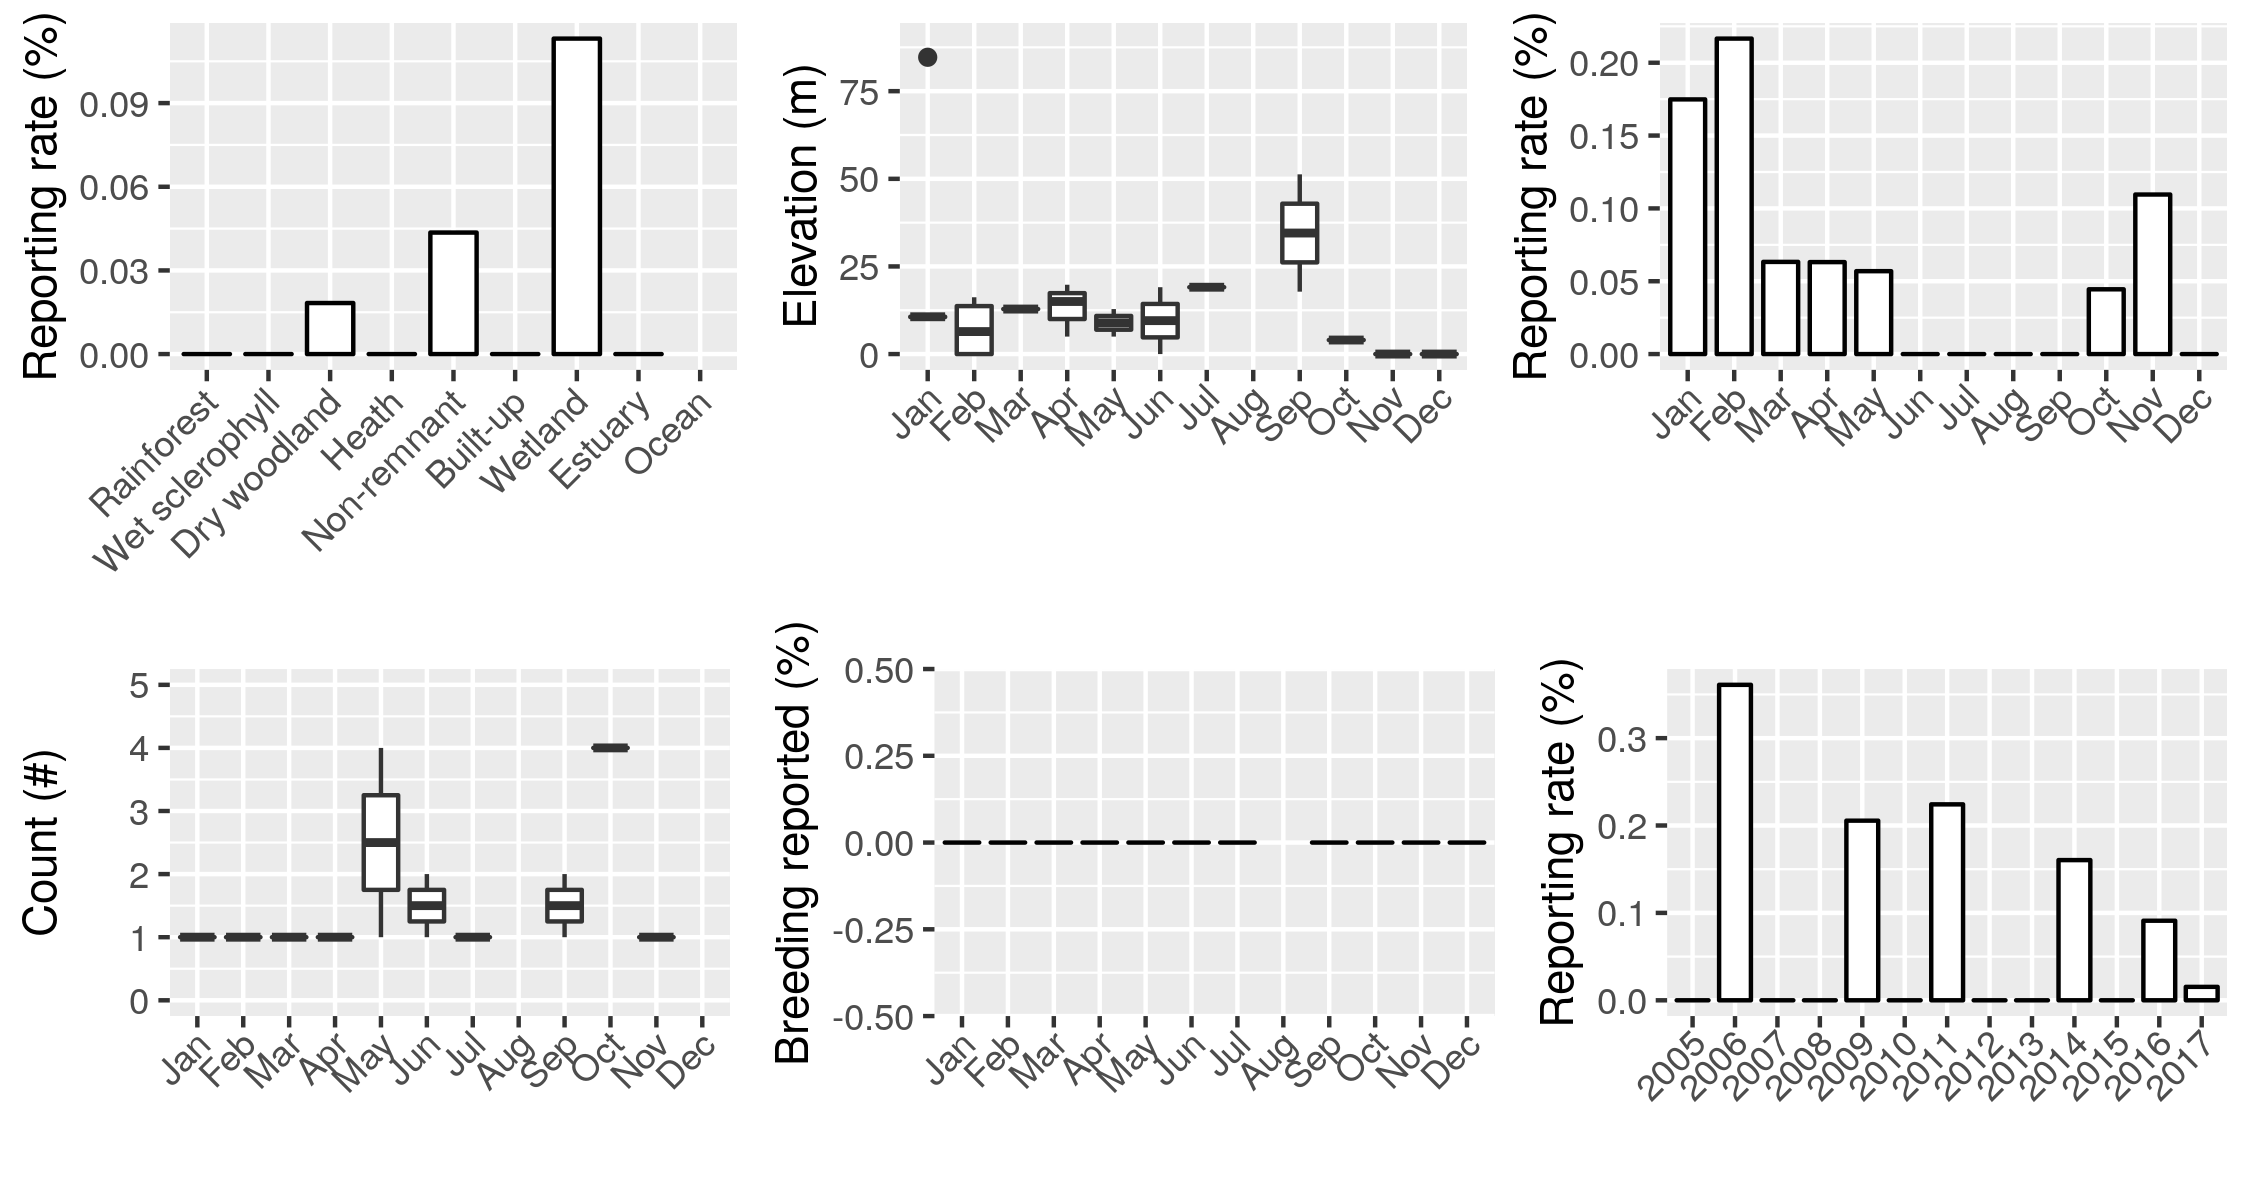 Reporting rate (%)
0.09
0.06
0.03
0.00
Rainforest
Wet sclerophyll
Dry woodland
Heath
Non-remnant
Built-up
Wetland
Estuary
Ocean
Elevation (m)
75
50
25
0
Jan
Feb
Mar
Apr
May
Jun
Jul
Aug
Sep
Oct
Nov
Dec
Reporting rate (%)
0.20
0.15
0.10
0.05
0.00
Jan
Feb
Mar
Apr
May
Jun
Jul
Aug
Sep
Oct
Nov
Dec
Count (#)
5
4
3
2
1
0
Jan
Feb
Mar
Apr
May
Jun
Jul
Aug
Sep
Oct
Nov
Dec
Breeding reported (%)
0.50
0.25
0.00
-0.25
-0.50
Jan
Feb
Mar
Apr
May
Jun
Jul
Aug
Sep
Oct
Nov
Dec
Reporting rate (%)
0.3
0.2
0.1
0.0
2005
2006
2007
2008
2009
2010
2011
2012
2013
2014
2015
2016
2017